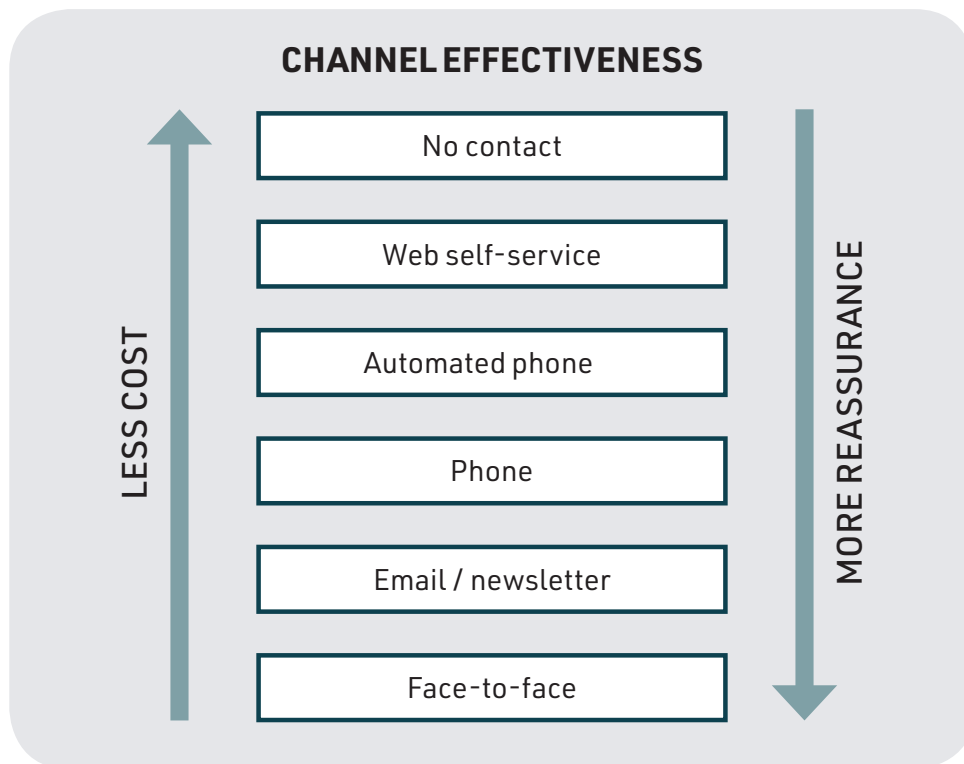 CHANNEL EFFECTIVENESS
No contact
Web self-service
Automated phone
Phone
Email / newsletter
Face-to-face
LESS COST
MORE REASSURANCE